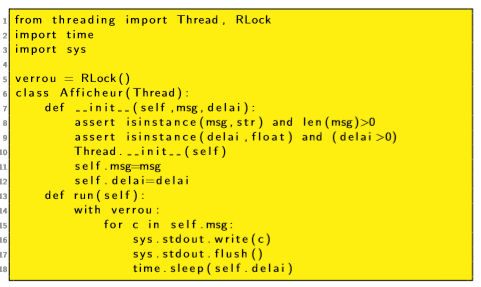 1 from threading import Thread, RLock
2 import time
3 import sys
4
5 verrou = RLock()
6 class Afficheur(Thread):
7     def __init__(self,msg,delai):
8         assert isinstance(msg,str) and len(msg)>0
9         assert isinstance(delai,float) and (delai>0)
10         Thread.__init__(self)
11         self.msg=msg
12         self.delai=delai
13     def run(self):
14         with verrou:
15             for c in self.msg:
16                 sys.stdout.write(c)
17                 sys.stdout.flush()
18                 time.sleep(self.delai)